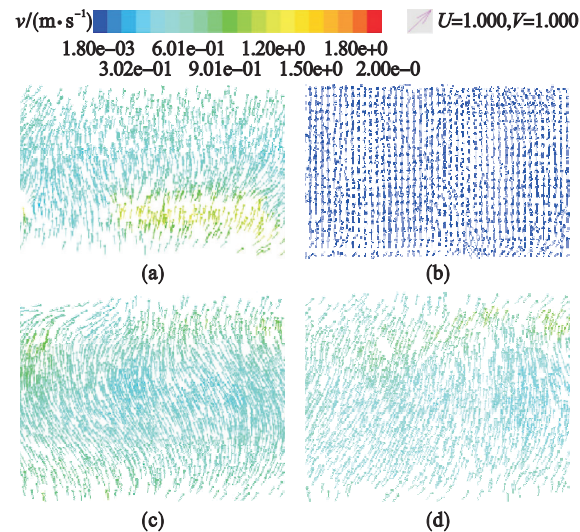 v/(m·s⁻¹) U=1.000,V=1.000
1.80e–03 6.01e–01 1.20e+0 1.80e+0
3.02e–01 9.01e–01 1.50e+0 2.00e–0
(a) (b)
(c) (d)